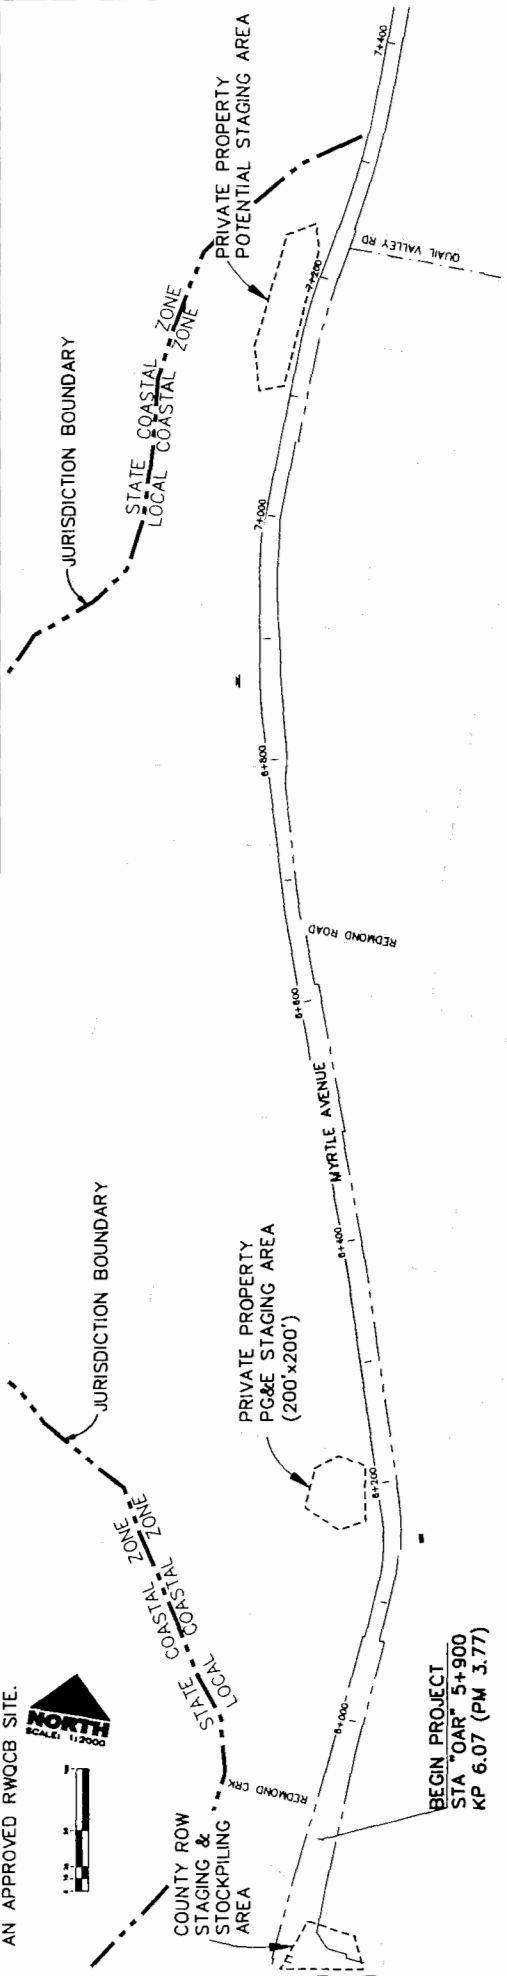 AN APPROVED RWQCB SITE.
NORTH
SCALE: 1:2000
COUNTY ROW
STAGING &
STOCKPILING
AREA
REDMOND CRK
STATE COASTAL ZONE
LOCAL COASTAL ZONE
JURISDICTION BOUNDARY
BEGIN PROJECT
STA "OAR" 5+900
KP 6.07 (PM 3.77)
6+000
6+200
PRIVATE PROPERTY
PG&E STAGING AREA
(200'x200')
6+400
MYRTLE AVENUE
6+600
REDMOND ROAD
6+800
JURISDICTION BOUNDARY
STATE COASTAL ZONE
LOCAL COASTAL ZONE
7+000
PRIVATE PROPERTY
POTENTIAL STAGING AREA
7+200
QUAIL VALLEY RD
7+400